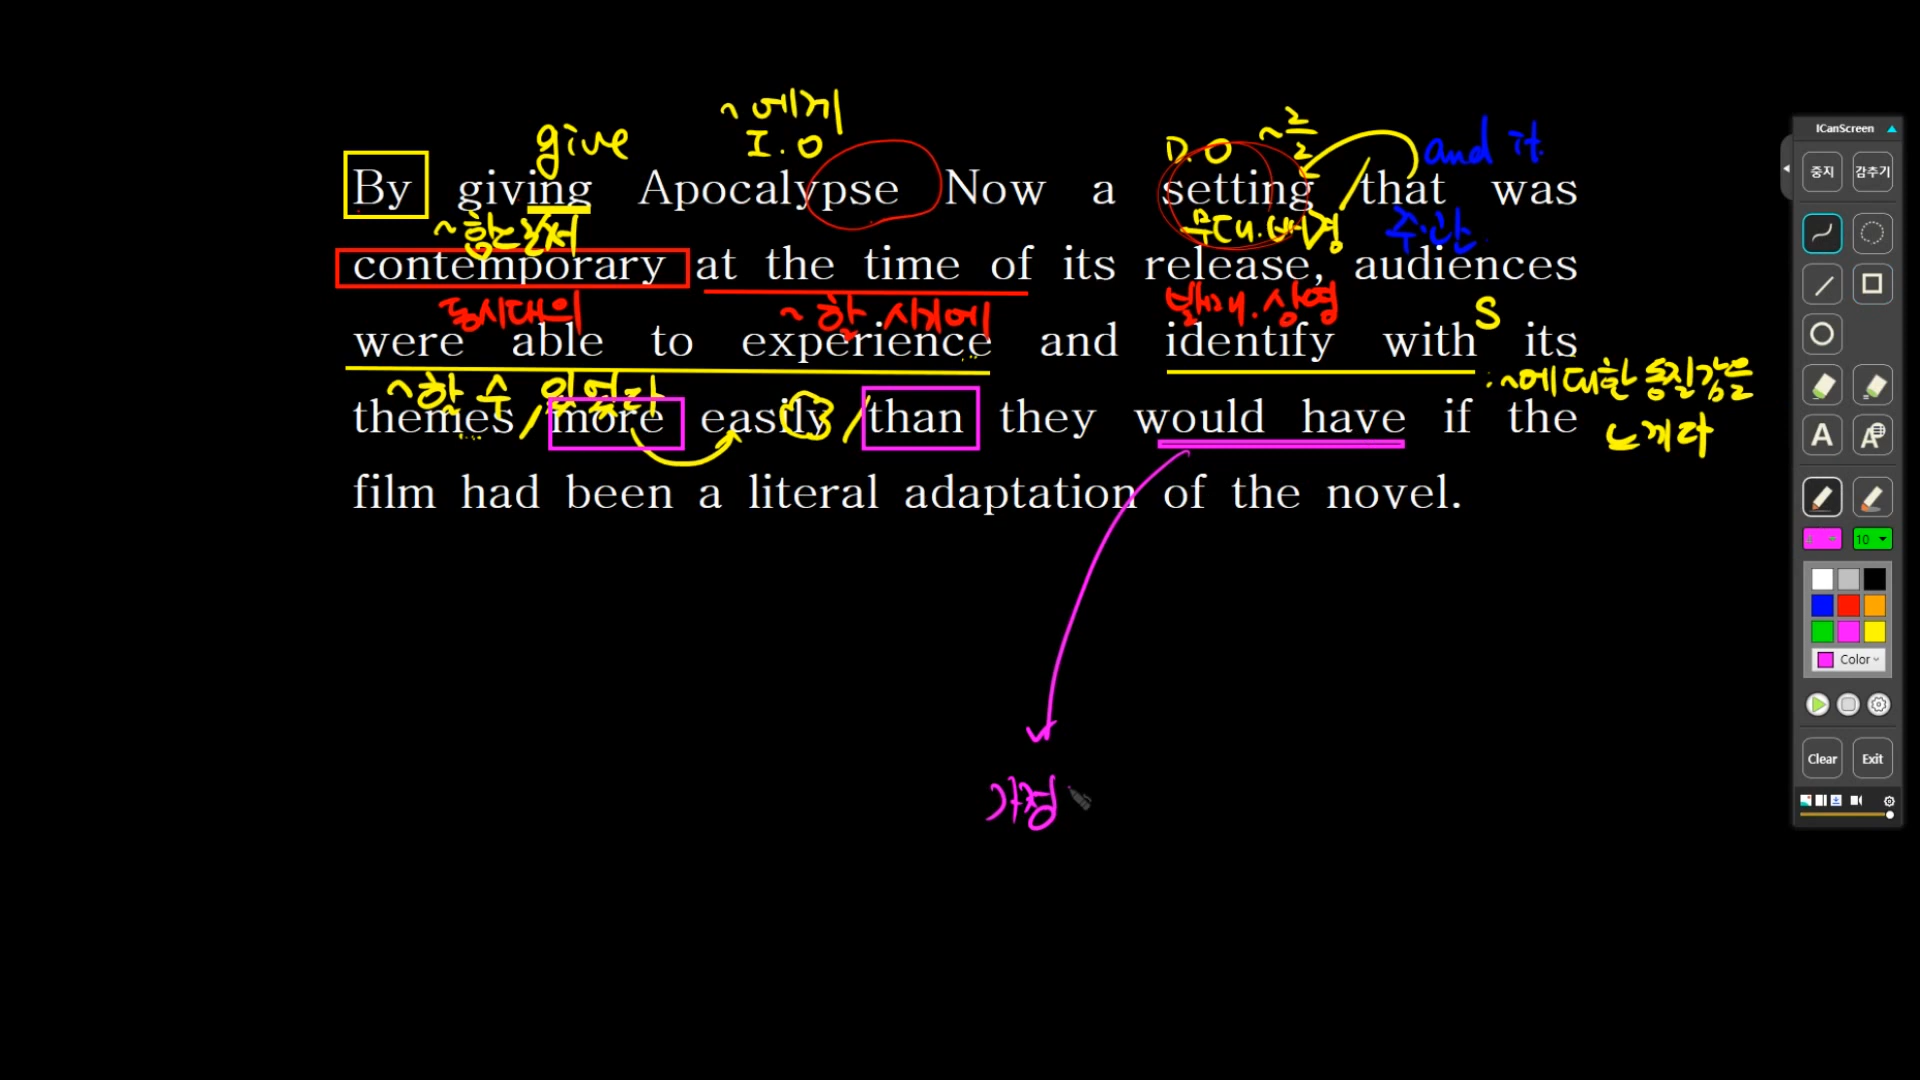 ~에게
give I.O D.O ~를 and it
By giving Apocalypse Now a setting / that was
~함으로써 무대.배경 주.관
contemporary at the time of its release, audiences
동시대의 ~할 시기에 발매.상영 S
were able to experience and identify with its
~할 수 있었다 :~에 대한 동질감을
themes / more easily / than they would have if the
느끼다
film had been a literal adaptation of the novel.
가정
ICanScreen
중지 감추기
A A
10
Color
Clear Exit